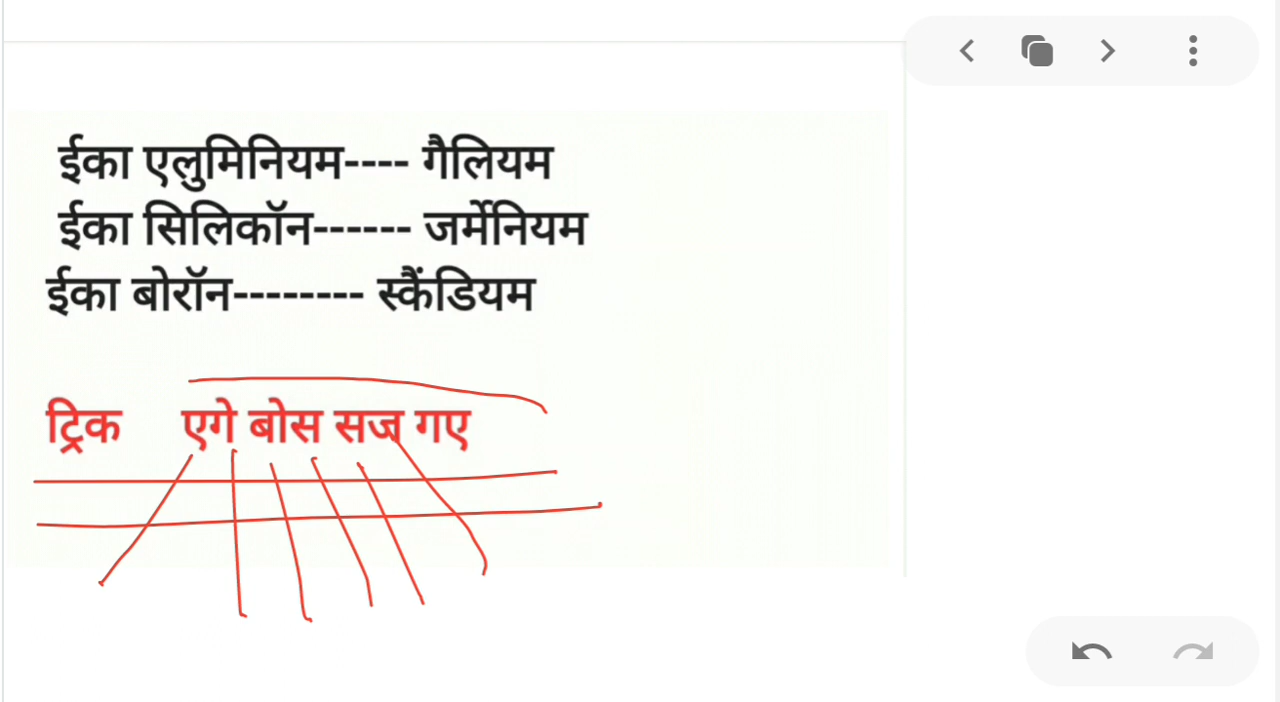 ईका एलुमिनियम---- गैलियम
ईका सिलिकॉन------ जर्मेनियम
ईका बोरॉन-------- स्कैंडियम
ट्रिक एगे बोस सज गए